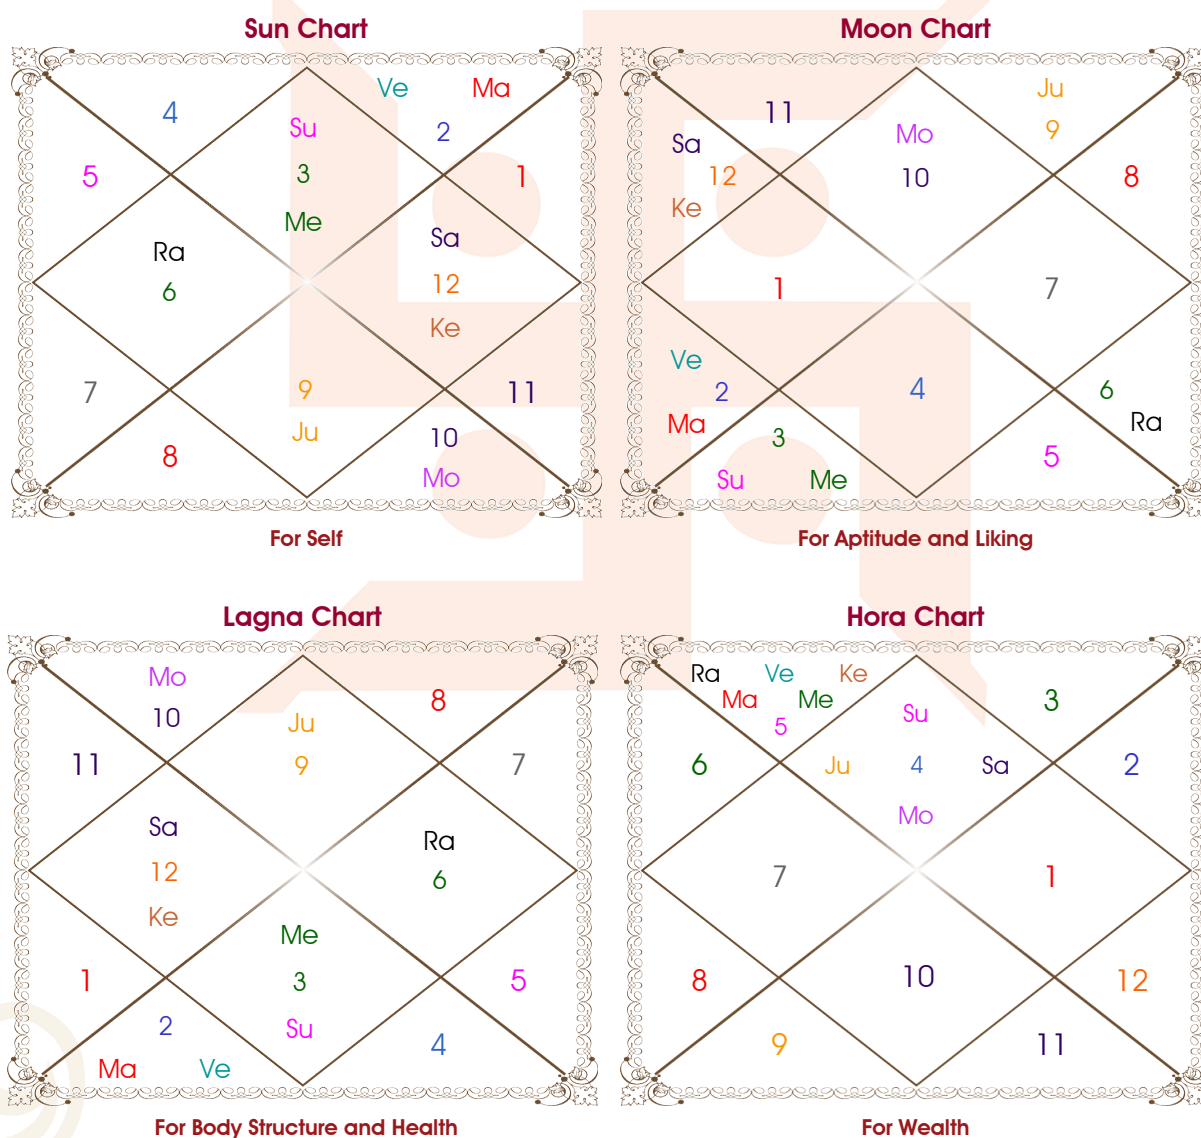 Sun Chart
Ve Ma
4 Su 2
5 3 1
Me
Ra Sa
6 12
Ke
7 9 11
Ju 10
8 Mo
For Self
Moon Chart
Ju
11 Mo 9
Sa
12 10 8
Ke
1 7
Ve
2 4 6
Ma 3 Ra
Su Me 5
For Aptitude and Liking
Lagna Chart
Mo
10 Ju 8
11 9 7
Sa Ra
12 6
Ke Me
1 3 5
2 Su 4
Ma Ve
For Body Structure and Health
Hora Chart
Ra Ve Ke
Ma Me 3
5 Su
6 Ju 4 Sa 2
Mo
7 1
8 10 12
9 11
For Wealth